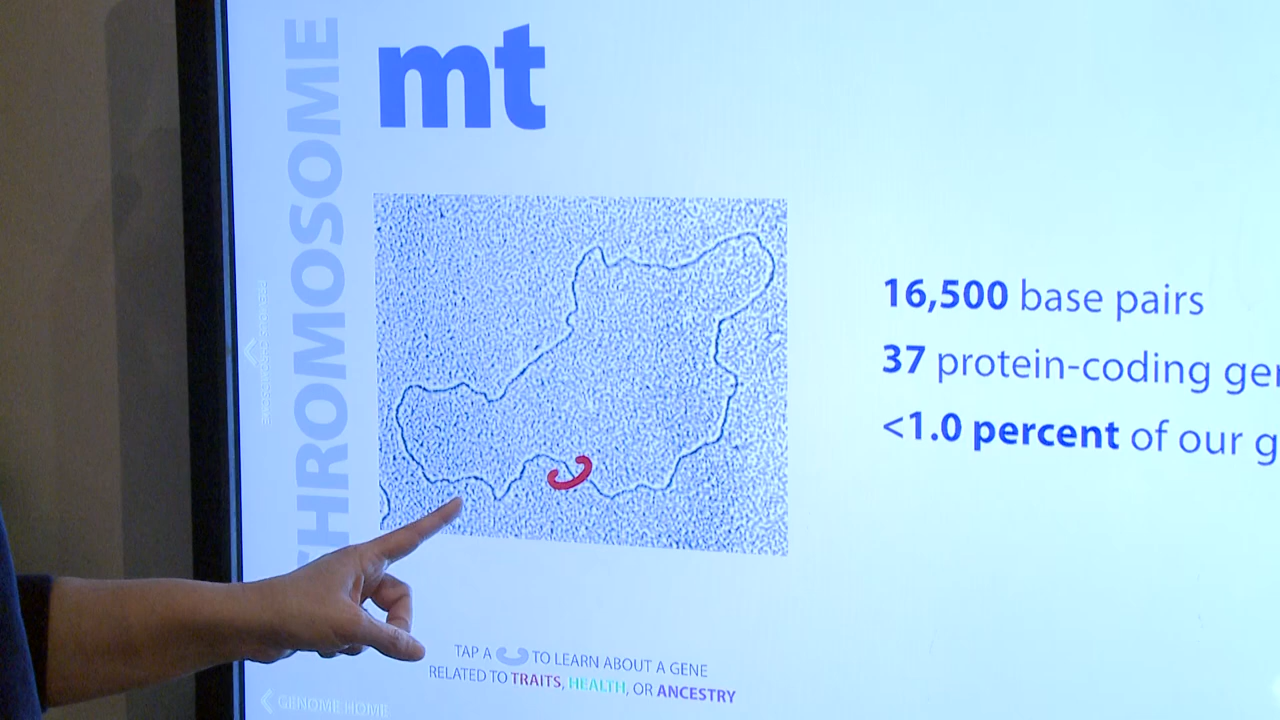 mt
CHROMOSOME
16,500 base pairs
37 protein-coding
<1.0 percent of our
TAP A TO LEARN ABOUT A GENE
RELATED TO TRAITS, HEALTH, OR ANCESTRY
GENOME HOME